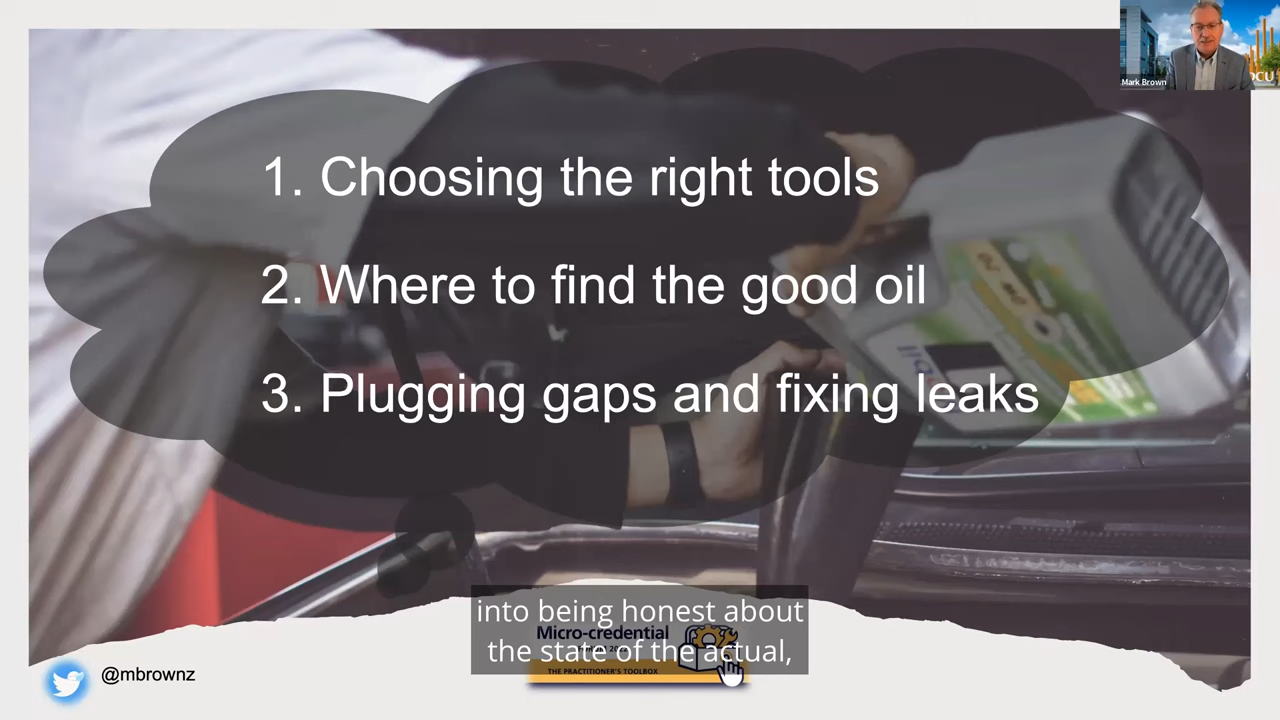 Mark Brown
1. Choosing the right tools
2. Where to find the good oil
3. Plugging gaps and fixing leaks
into being honest about
the state of the actual,
Micro-credential
THE PRACTITIONER'S TOOLBOX
@mbrownz